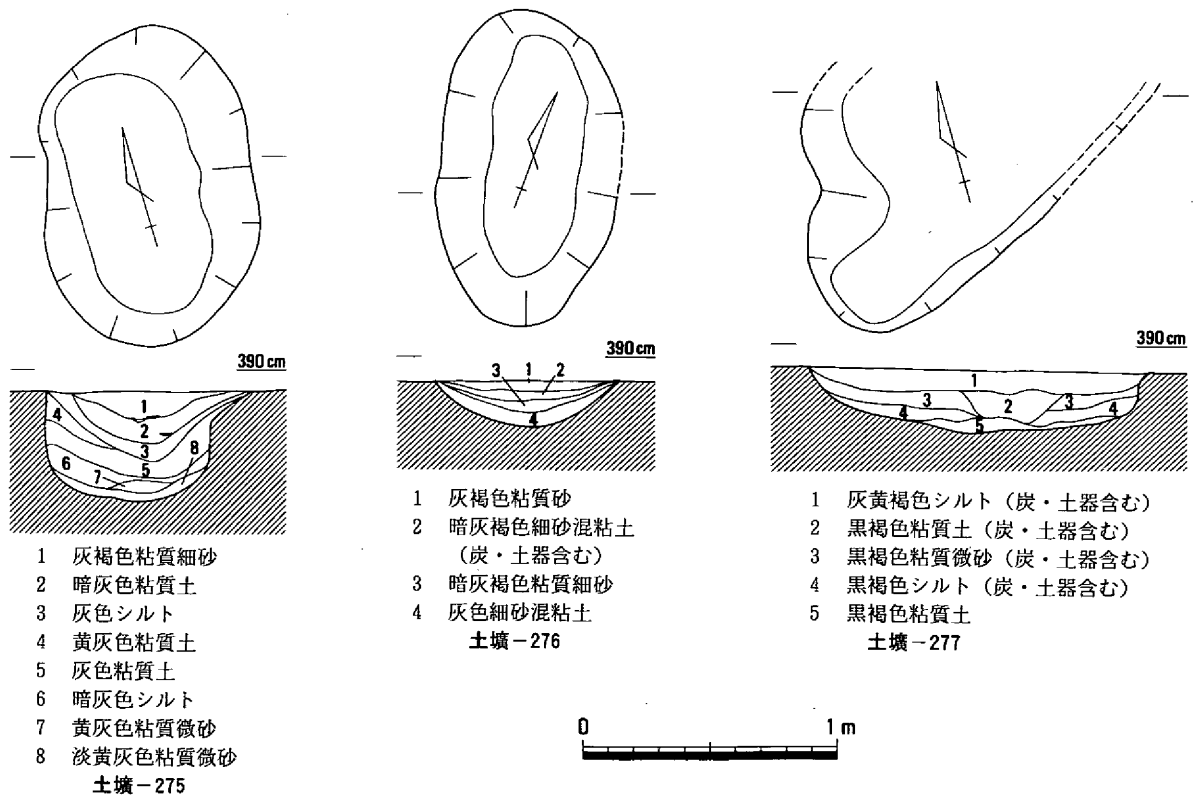 390cm
1
2
3
4
5
6
7
8
1 灰褐色粘質細砂
2 暗灰色粘質土
3 灰色シルト
4 黄灰色粘質土
5 灰色粘質土
6 暗灰色シルト
7 黄灰色粘質微砂
8 淡黄灰色粘質微砂
土壙－275
390cm
3 1 2
4
1 灰褐色粘質砂
2 暗灰褐色細砂混粘土
（炭・土器含む）
3 暗灰褐色粘質細砂
4 灰色細砂混粘土
土壙－276
390cm
1
3 2 3
4 4
5
1 灰黄褐色シルト（炭・土器含む）
2 黒褐色粘質土（炭・土器含む）
3 黒褐色粘質微砂（炭・土器含む）
4 黒褐色シルト（炭・土器含む）
5 黒褐色粘質土
土壙－277
0 1m